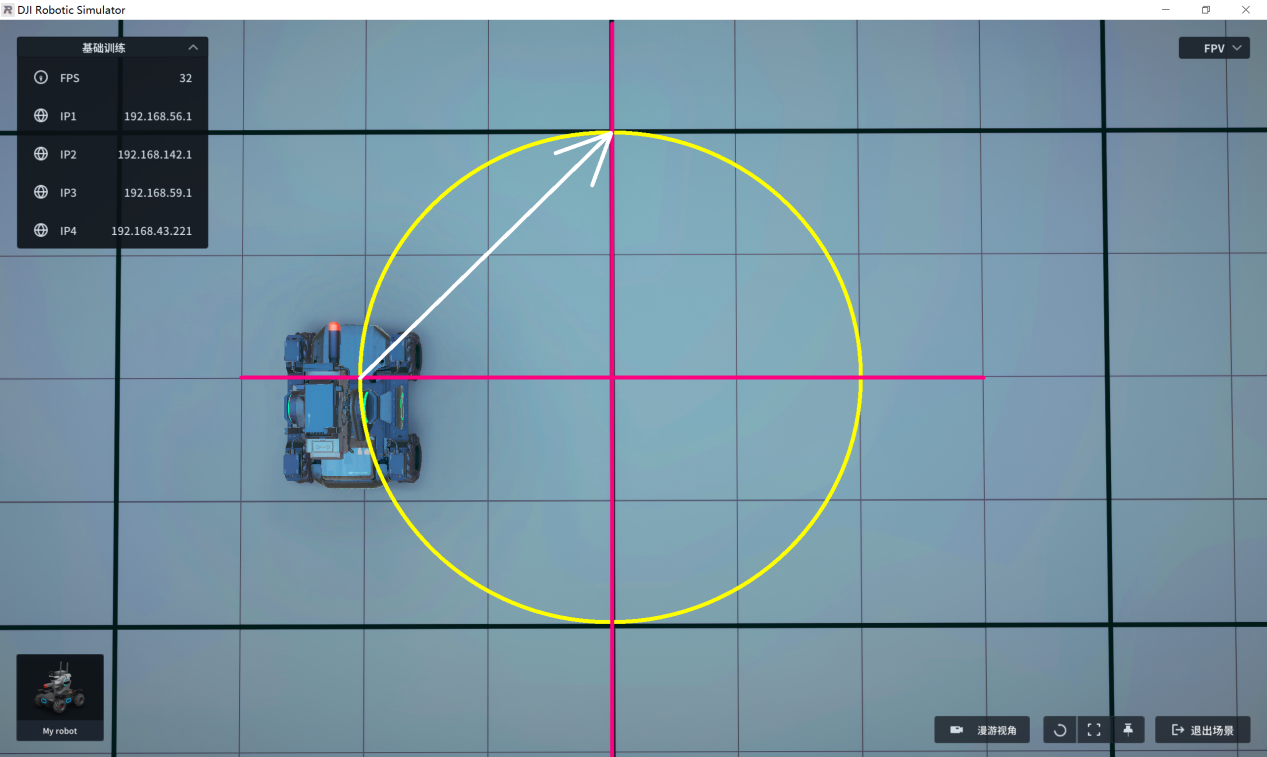 DJI Robotic Simulator
基础训练
FPV
FPS 32
IP1 192.168.56.1
IP2 192.168.142.1
IP3 192.168.59.1
IP4 192.168.43.221
My robot
漫游视角
退出场景